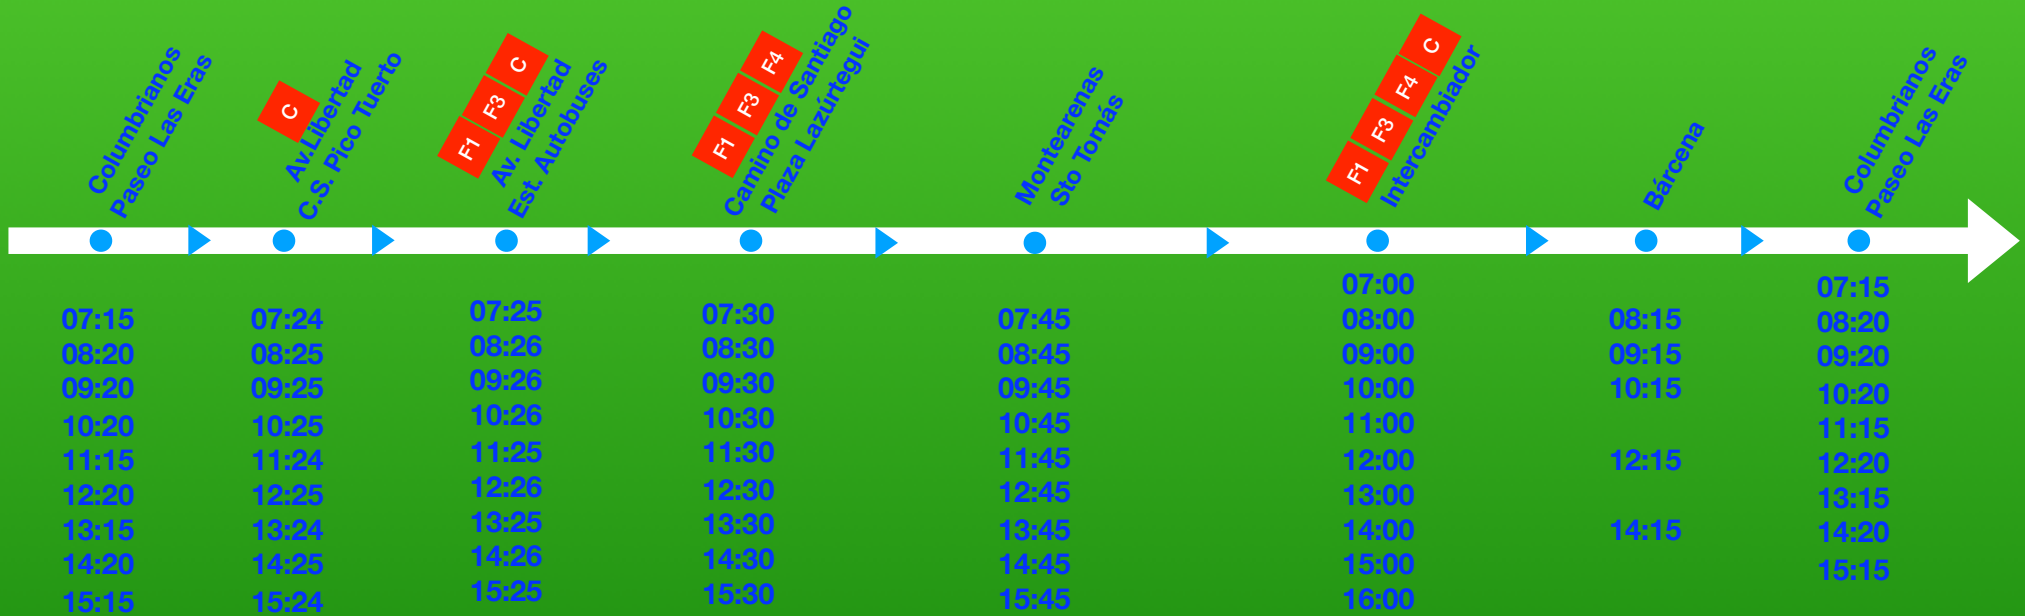 Columbrianos
Paseo Las Eras
C
Av.Libertad
C.S. Pico Tuerto
F1 F3 C
Av. Libertad
Est. Autobuses
F1 F3 F4
Camino de Santiago
Plaza Lazúrtegui
Montearenas
Sto Tomás
F1 F3 F4 C
Intercambiador
Bárcena
Columbrianos
Paseo Las Eras
07:00 07:15
07:15 07:24 07:25 07:30 07:45 08:00 08:15 08:20
08:20 08:25 08:26 08:30 08:45 09:00 09:15 09:20
09:20 09:25 09:26 09:30 09:45 10:00 10:15 10:20
10:20 10:25 10:26 10:30 10:45 11:00 11:15
11:15 11:24 11:25 11:30 11:45 12:00 12:15 12:20
12:20 12:25 12:26 12:30 12:45 13:00 13:15
13:15 13:24 13:25 13:30 13:45 14:00 14:15 14:20
14:20 14:25 14:26 14:30 14:45 15:00 15:15
15:15 15:24 15:25 15:30 15:45 16:00